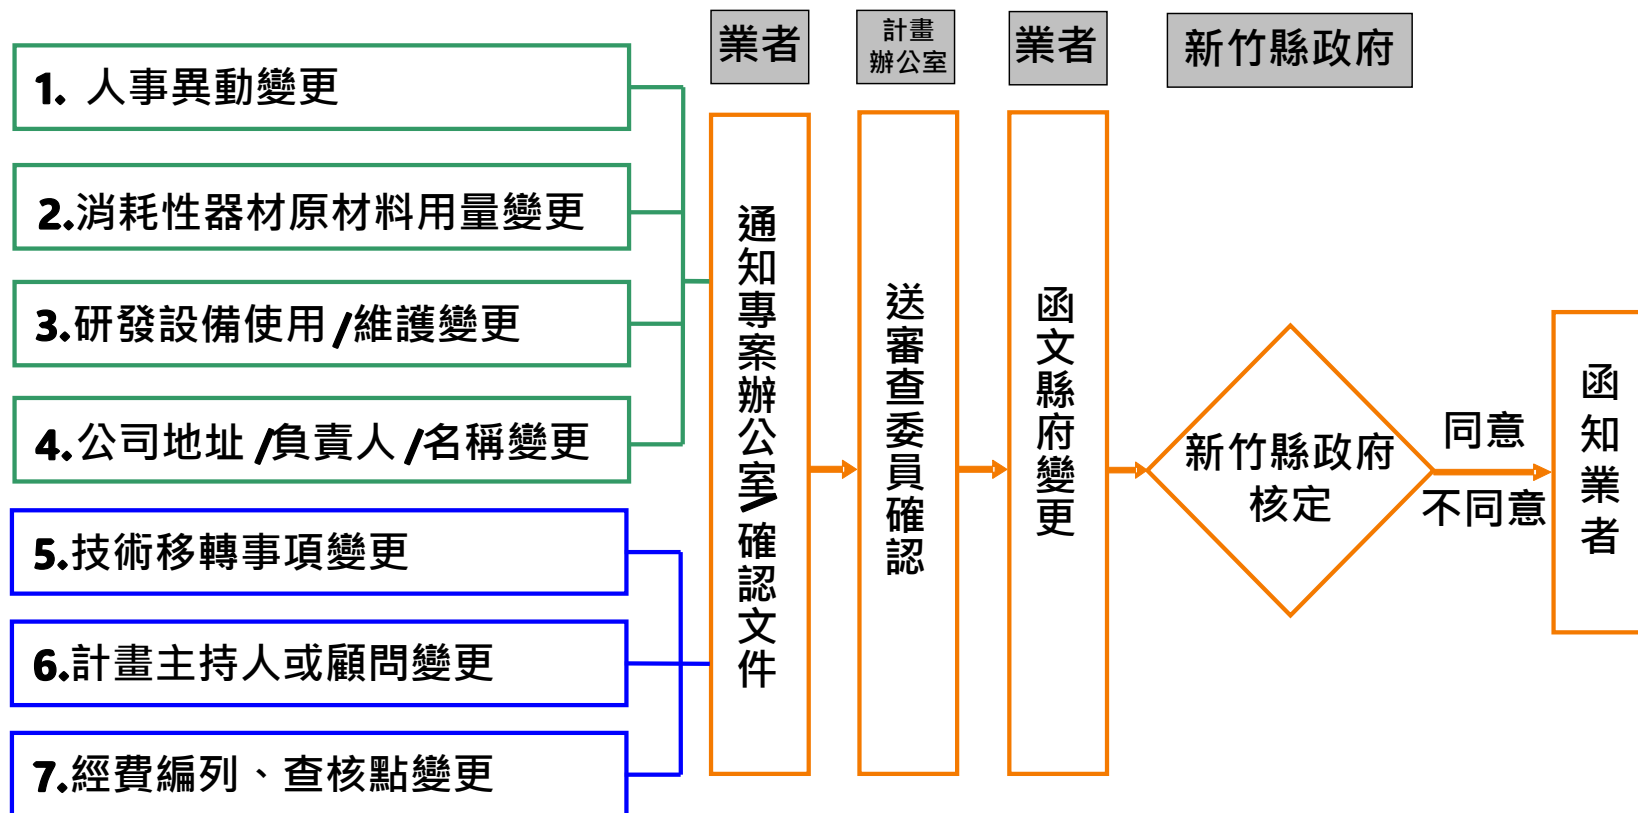 業者
計畫
辦公室
業者
新竹縣政府
1. 人事異動變更
2.消耗性器材原材料用量變更
3.研發設備使用/維護變更
4.公司地址/負責人/名稱變更
5.技術移轉事項變更
6.計畫主持人或顧問變更
7.經費編列、查核點變更
通知專案辦公室/確認文件
送審查委員確認
函文縣府變更
新竹縣政府
核定
同意
不同意
函知業者